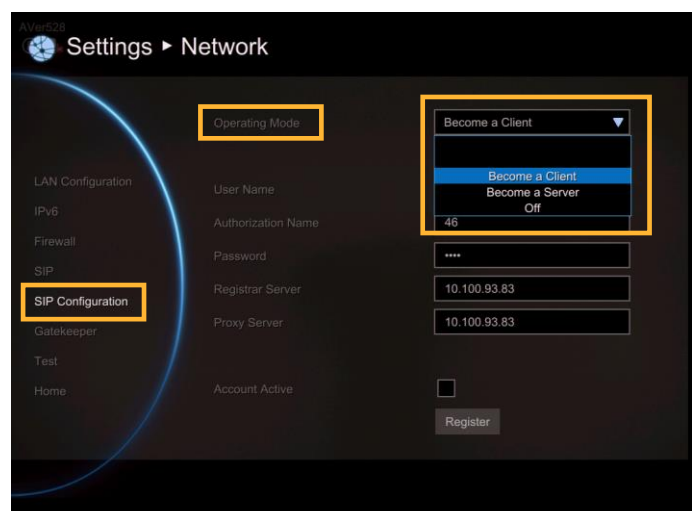 AVer528
Settings ▸ Network
Operating Mode
Become a Client
Become a Client
Become a Server
Off
LAN Configuration
IPv6
Firewall
SIP
SIP Configuration
Gatekeeper
Test
Home
User Name
Authorization Name
46
Password
••••
Registrar Server
10.100.93.83
Proxy Server
10.100.93.83
Account Active
Register